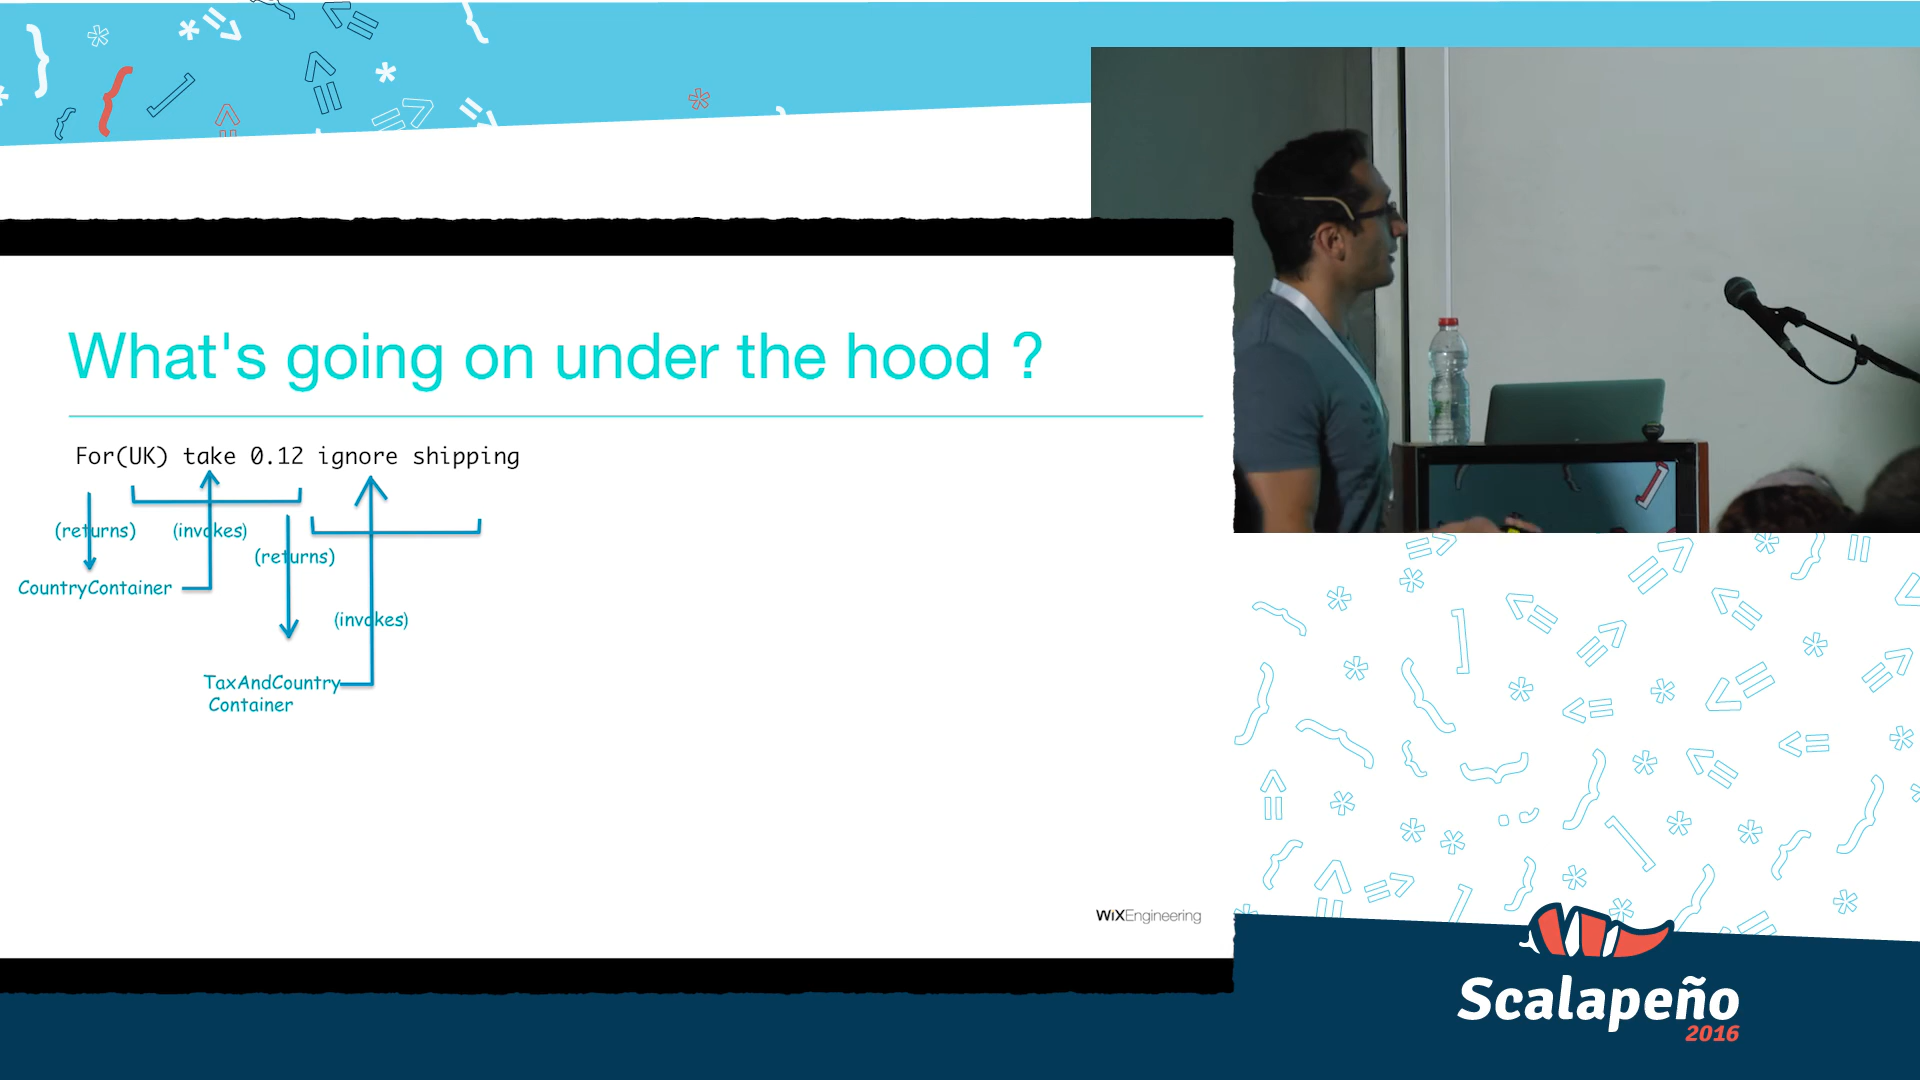 What's going on under the hood ?
For(UK) take 0.12 ignore shipping
(returns) (invokes)
(returns)
CountryContainer
(invokes)
TaxAndCountry
Container
WiXEngineering
Scalapeño
2016